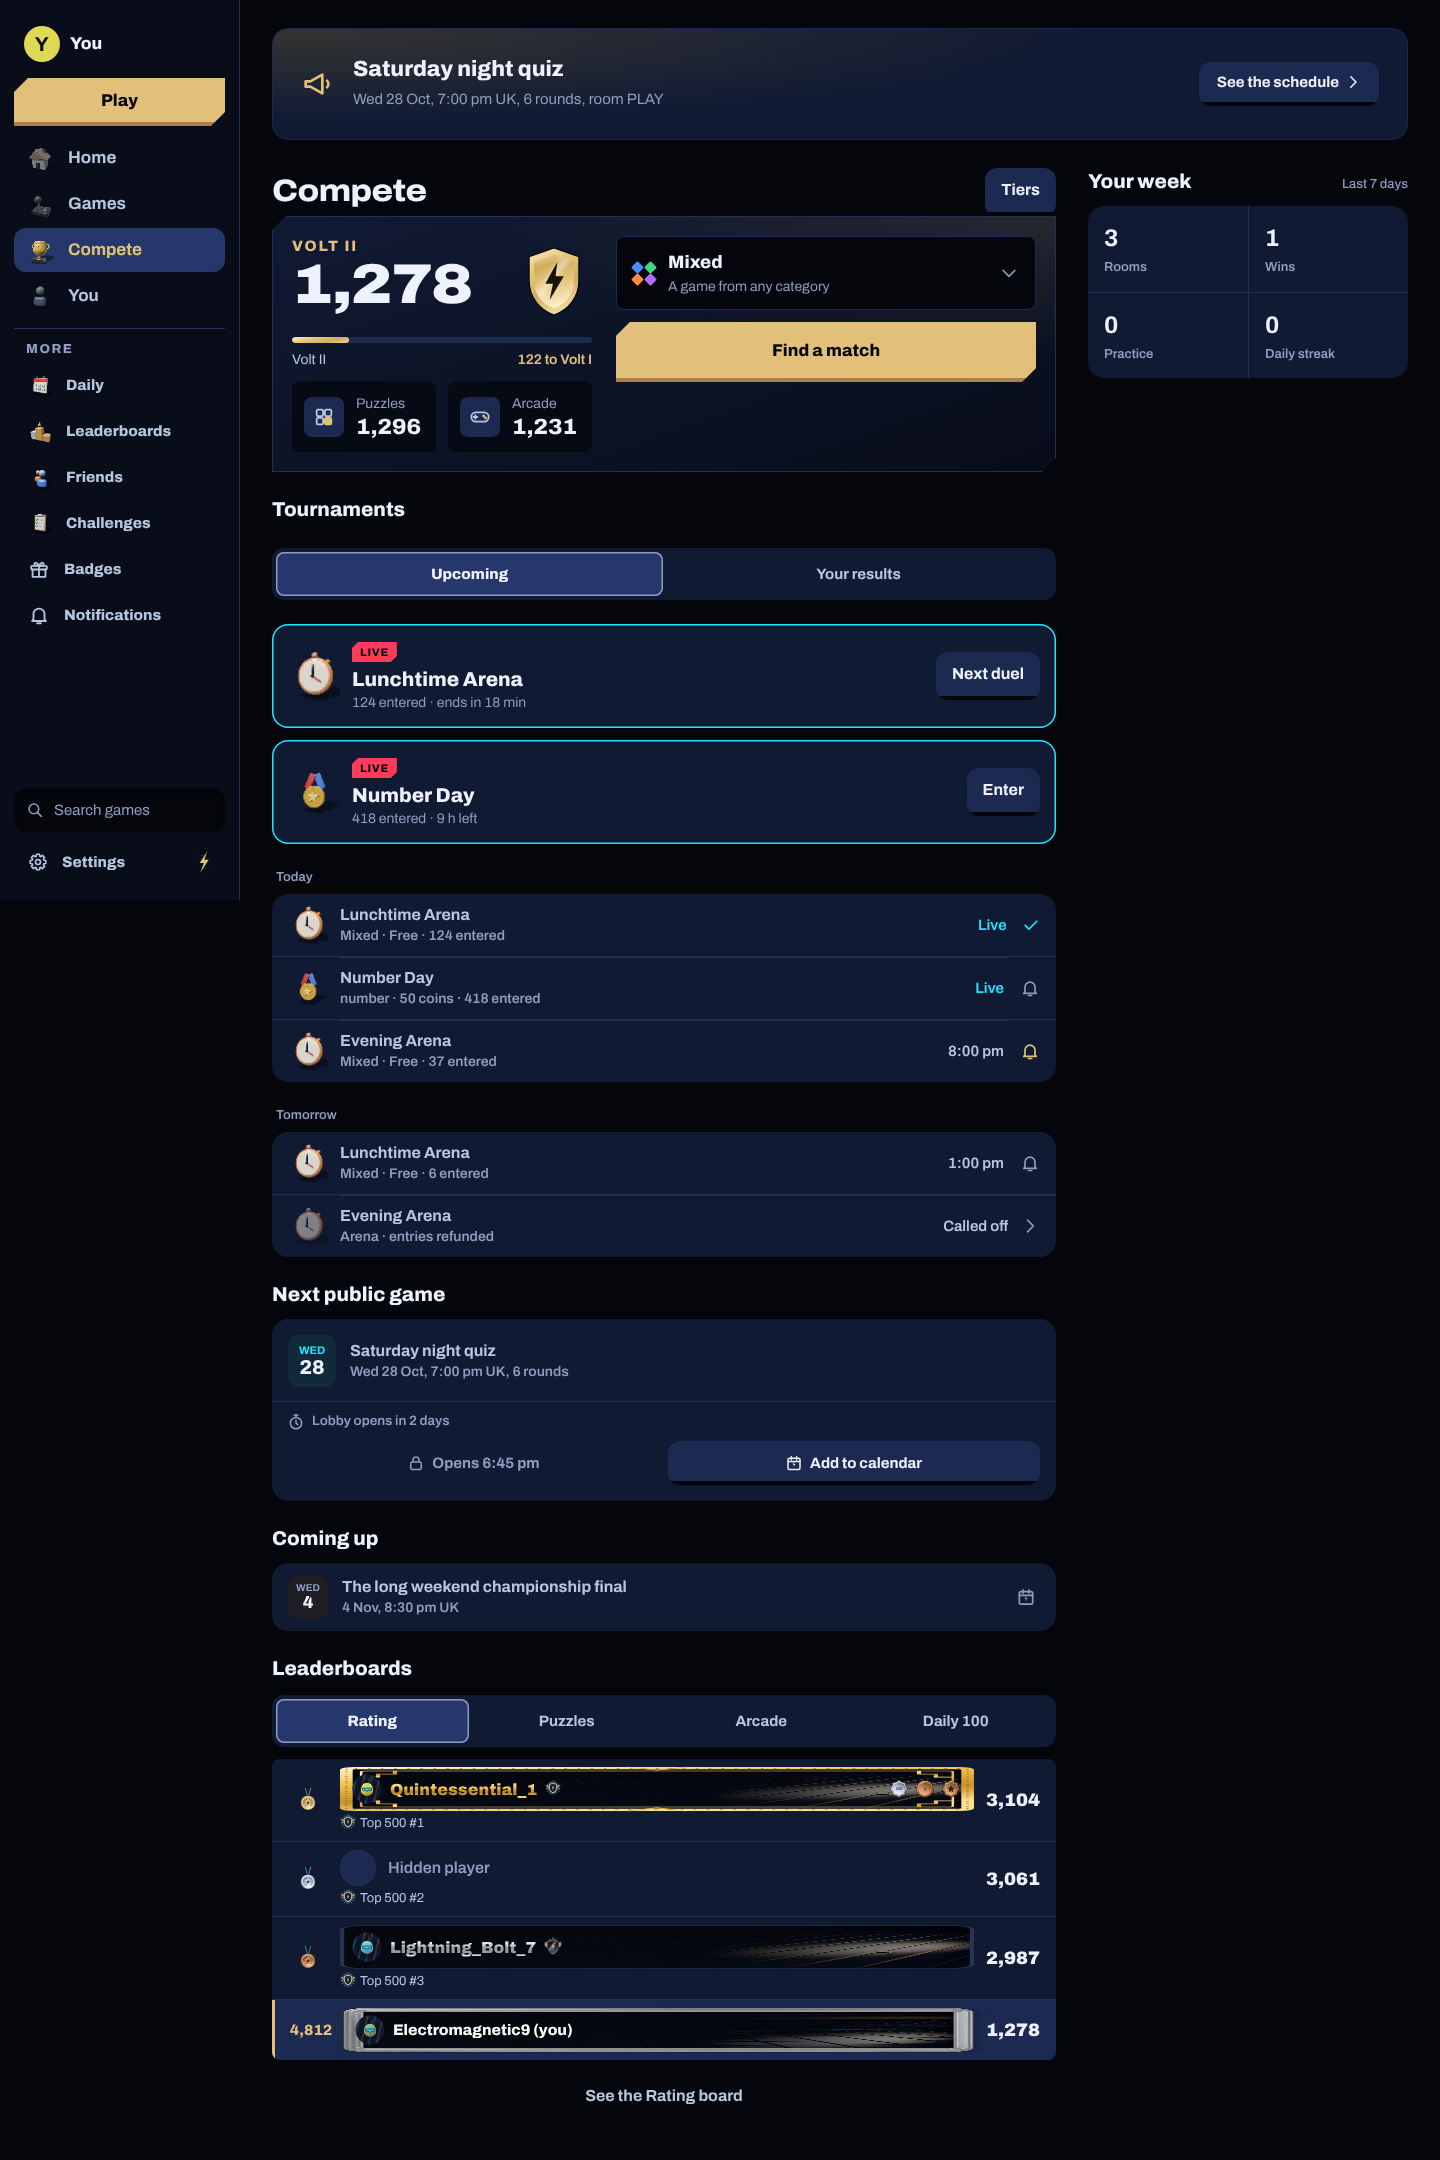 Y You
Play
Home
Games
Compete
You
MORE
Daily
Leaderboards
Friends
Challenges
Badges
Notifications
Search games
Settings
Saturday night quiz
Wed 28 Oct, 7:00 pm UK, 6 rounds, room PLAY
See the schedule
Compete
Tiers
VOLT II
1,278
Volt II
122 to Volt I
Puzzles
1,296
Arcade
1,231
Mixed
A game from any category
Find a match
Your week
Last 7 days
3
Rooms
1
Wins
0
Practice
0
Daily streak
Tournaments
Upcoming
Your results
LIVE
Lunchtime Arena
124 entered · ends in 18 min
Next duel
LIVE
Number Day
418 entered · 9 h left
Enter
Today
Lunchtime Arena
Mixed · Free · 124 entered
Live
Number Day
number · 50 coins · 418 entered
Live
Evening Arena
Mixed · Free · 37 entered
8:00 pm
Tomorrow
Lunchtime Arena
Mixed · Free · 6 entered
1:00 pm
Evening Arena
Arena · entries refunded
Called off
Next public game
WED
28
Saturday night quiz
Wed 28 Oct, 7:00 pm UK, 6 rounds
Lobby opens in 2 days
Opens 6:45 pm
Add to calendar
Coming up
WED
4
The long weekend championship final
4 Nov, 8:30 pm UK
Leaderboards
Rating
Puzzles
Arcade
Daily 100
Quintessential_1
Top 500 #1
3,104
Hidden player
Top 500 #2
3,061
Lightning_Bolt_7
Top 500 #3
2,987
4,812
Electromagnetic9 (you)
1,278
See the Rating board